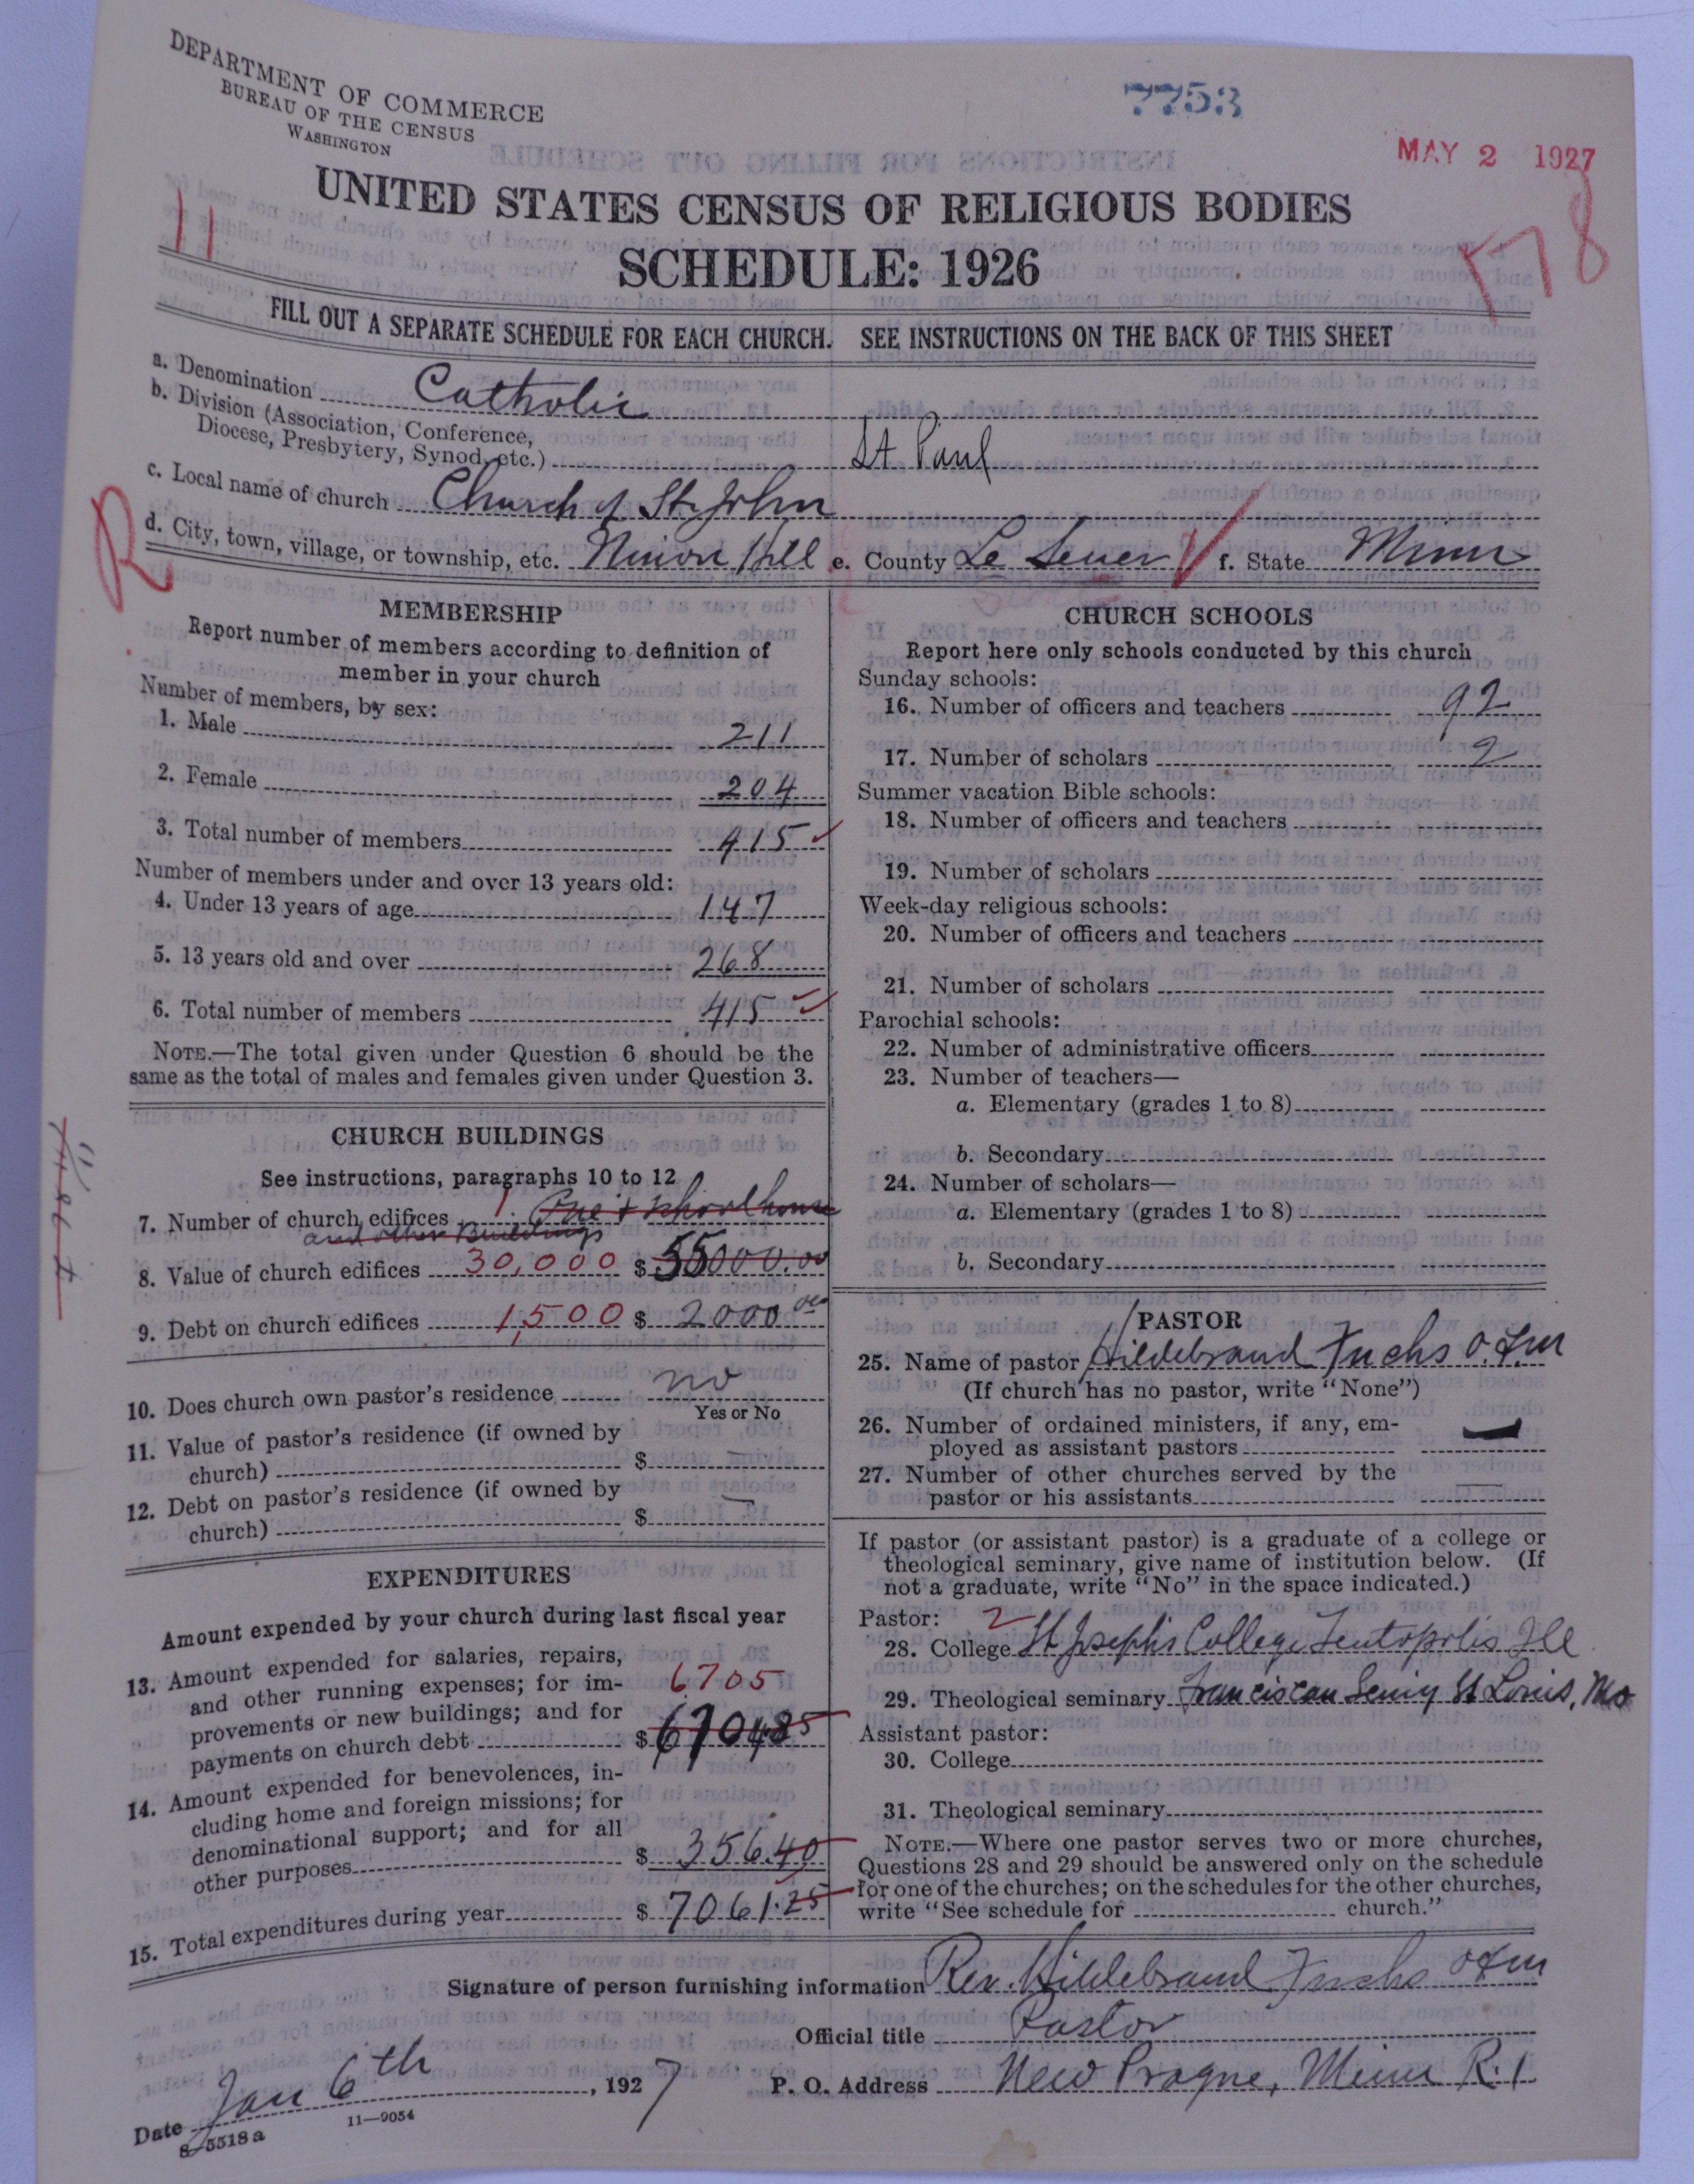 DEPARTMENT OF COMMERCE
BUREAU OF THE CENSUS
WASHINGTON
7753
MAY 2 1927
11
178
UNITED STATES CENSUS OF RELIGIOUS BODIES
SCHEDULE: 1926
FILL OUT A SEPARATE SCHEDULE FOR EACH CHURCH. SEE INSTRUCTIONS ON THE BACK OF THIS SHEET
a. Denomination Catholic
b. Division (Association, Conference,
Diocese, Presbytery, Synod, etc.) St Paul
c. Local name of church Church of St. John
R
d. City, town, village, or township, etc. Union Hill e. County Le Seuer f. State Minn
MEMBERSHIP
Report number of members according to definition of
member in your church
Number of members, by sex:
1. Male 211
2. Female 204
3. Total number of members 415
Number of members under and over 13 years old:
4. Under 13 years of age 147
5. 13 years old and over 268
6. Total number of members 415
NOTE.—The total given under Question 6 should be the
same as the total of males and females given under Question 3.
CHURCH BUILDINGS
See instructions, paragraphs 10 to 12
7. Number of church edifices 1 One + Schoolhouse
and other Buildings
8. Value of church edifices 30,000 $ 55000.00
9. Debt on church edifices 1,500 $ 2000 00
10. Does church own pastor's residence no
Yes or No
11. Value of pastor's residence (if owned by
church) $ —
12. Debt on pastor's residence (if owned by
church) $ —
EXPENDITURES
Amount expended by your church during last fiscal year
13. Amount expended for salaries, repairs,
and other running expenses; for im-
provements or new buildings; and for
payments on church debt 6705 $ 6704.85
14. Amount expended for benevolences, in-
cluding home and foreign missions; for
denominational support; and for all
other purposes $ 356.40
15. Total expenditures during year $ 7061.25
CHURCH SCHOOLS
Report here only schools conducted by this church
Sunday schools:
16. Number of officers and teachers 92
17. Number of scholars 2
Summer vacation Bible schools:
18. Number of officers and teachers
19. Number of scholars
Week-day religious schools:
20. Number of officers and teachers
21. Number of scholars
Parochial schools:
22. Number of administrative officers
23. Number of teachers—
a. Elementary (grades 1 to 8)
b. Secondary
24. Number of scholars—
a. Elementary (grades 1 to 8)
b. Secondary
PASTOR
25. Name of pastor Hildebrand Fuchs O.F.M
(If church has no pastor, write "None")
26. Number of ordained ministers, if any, em-
ployed as assistant pastors —
27. Number of other churches served by the
pastor or his assistants —
If pastor (or assistant pastor) is a graduate of a college or
theological seminary, give name of institution below. (If
not a graduate, write "No" in the space indicated.)
Pastor: 2
28. College St Josephs College Teutopolis Ill
29. Theological seminary Franciscan Seminy St Louis, Mo
Assistant pastor:
30. College
31. Theological seminary
NOTE.—Where one pastor serves two or more churches,
Questions 28 and 29 should be answered only on the schedule
for one of the churches; on the schedules for the other churches,
write "See schedule for church."
Signature of person furnishing information Rev. Hildebrand Fuchs OFM
Official title Pastor
Date Jan 6th, 1927 P. O. Address New Prague, Minn R. 1
8-5518 a 11—9054